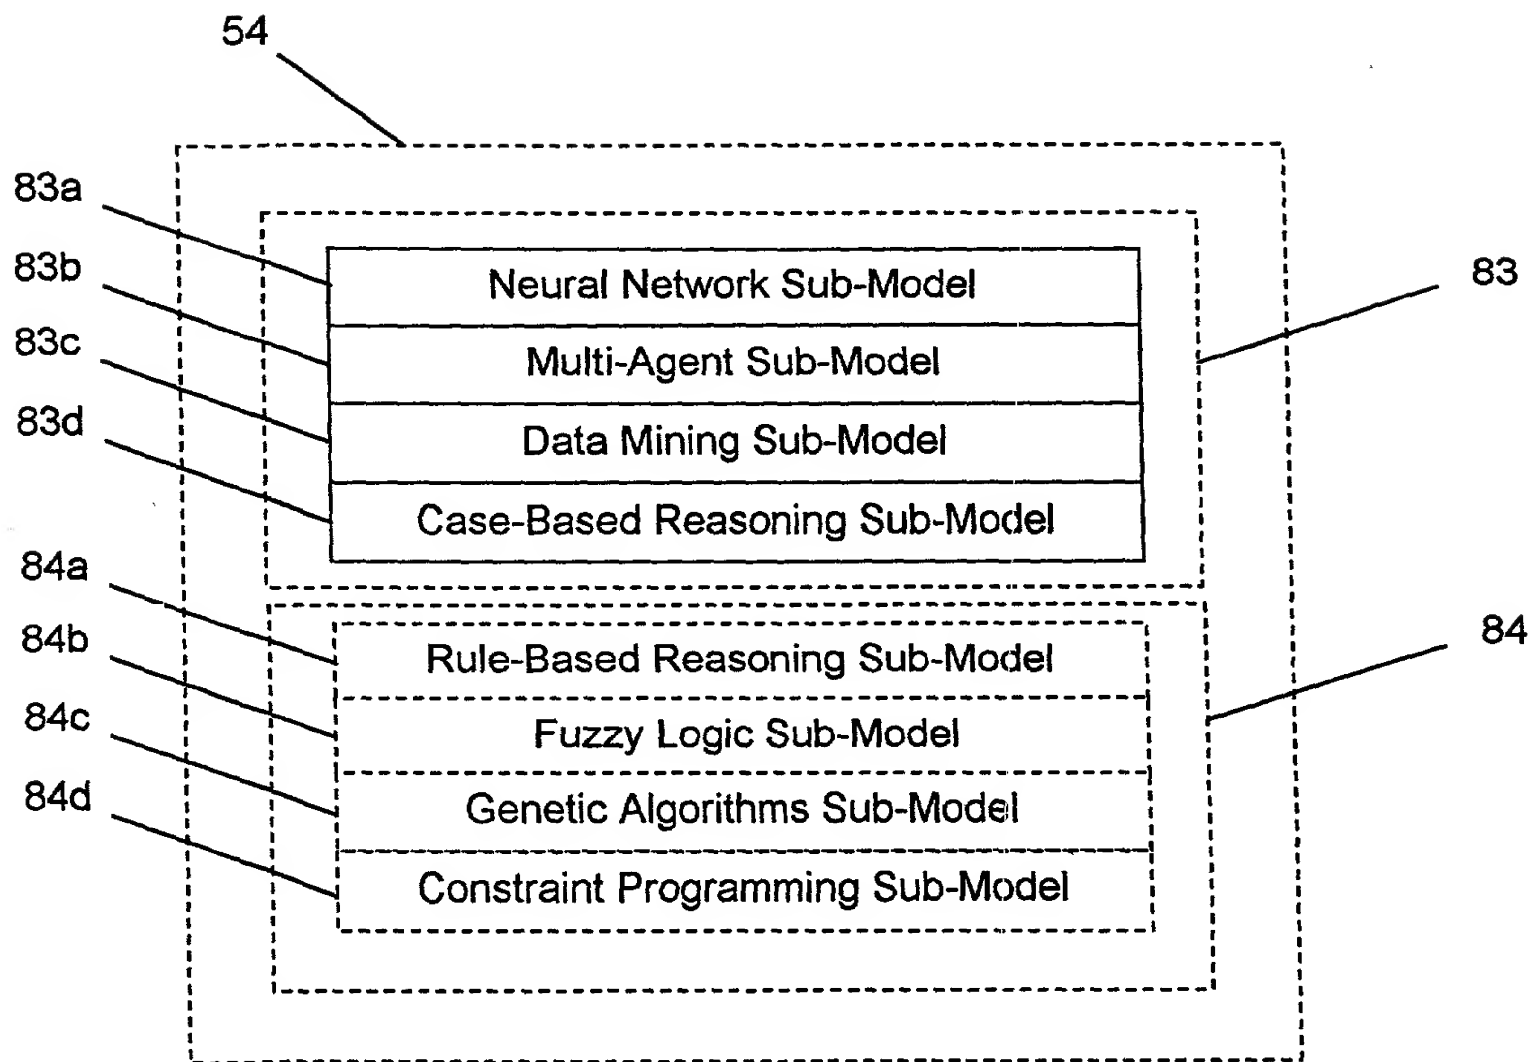 54
83a
83b
83c
83d
84a
84b
84c
84d
Neural Network Sub-Model
Multi-Agent Sub-Model
Data Mining Sub-Model
Case-Based Reasoning Sub-Model
Rule-Based Reasoning Sub-Model
Fuzzy Logic Sub-Model
Genetic Algorithms Sub-Model
Constraint Programming Sub-Model
83
84